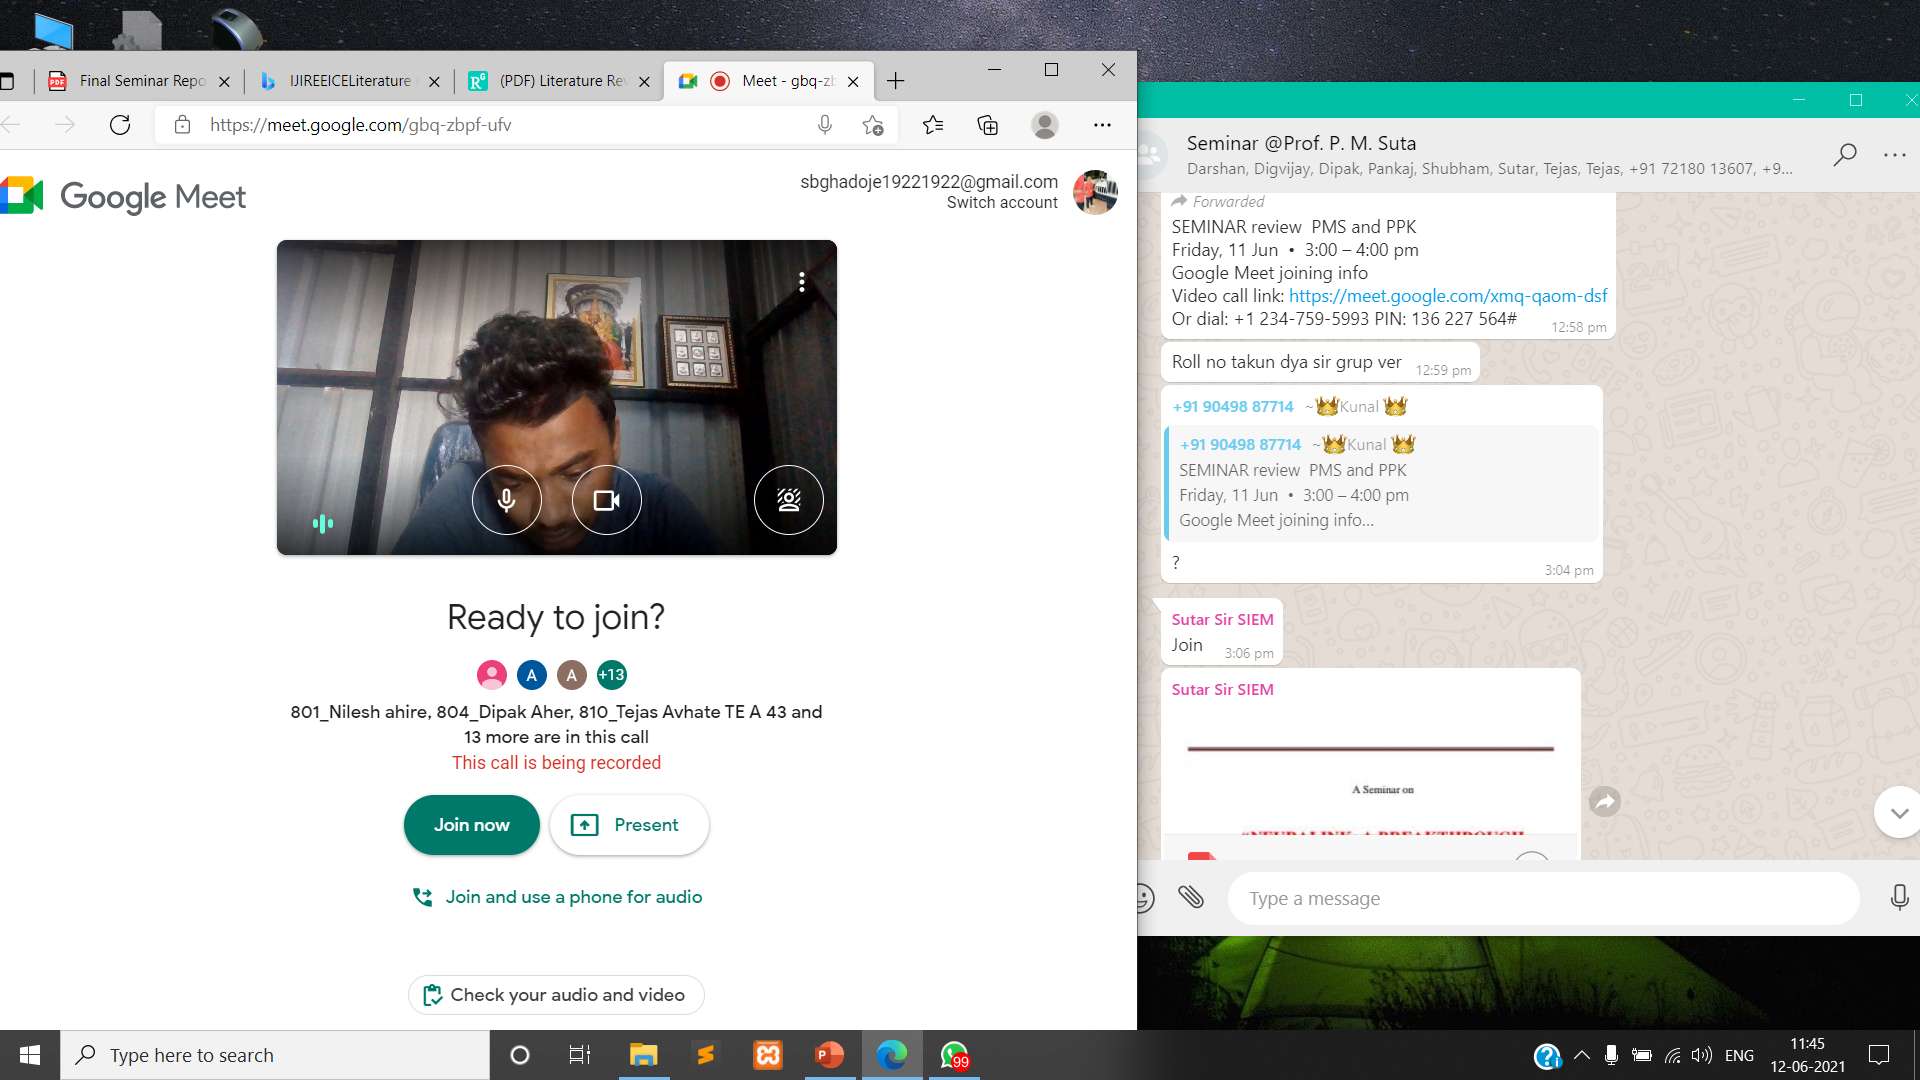 Final Seminar Repo
IJIREEICELiterature
(PDF) Literature Rev
Meet - gbq-zb
https://meet.google.com/gbq-zbpf-ufv
Google Meet
sbghadoje19221922@gmail.com
Switch account
Ready to join?
A
A
+13
801_Nilesh ahire, 804_Dipak Aher, 810_Tejas Avhate TE A 43 and
13 more are in this call
This call is being recorded
Join now
Present
Join and use a phone for audio
Check your audio and video
Seminar @Prof. P. M. Suta
Darshan, Digvijay, Dipak, Pankaj, Shubham, Sutar, Tejas, Tejas, +91 72180 13607, +9...
Forwarded
SEMINAR review PMS and PPK
Friday, 11 Jun • 3:00 – 4:00 pm
Google Meet joining info
Video call link: https://meet.google.com/xmq-qaom-dsf
Or dial: +1 234-759-5993 PIN: 136 227 564#
12:58 pm
Roll no takun dya sir grup ver
12:59 pm
+91 90498 87714 ~👑Kunal 👑
+91 90498 87714 ~👑Kunal 👑
SEMINAR review PMS and PPK
Friday, 11 Jun • 3:00 – 4:00 pm
Google Meet joining info...
?
3:04 pm
Sutar Sir SIEM
Join
3:06 pm
Sutar Sir SIEM
A Seminar on
"NEURALINK: A BREAKTHROUGH
Type a message
Type here to search
99
ENG
11:45
12-06-2021